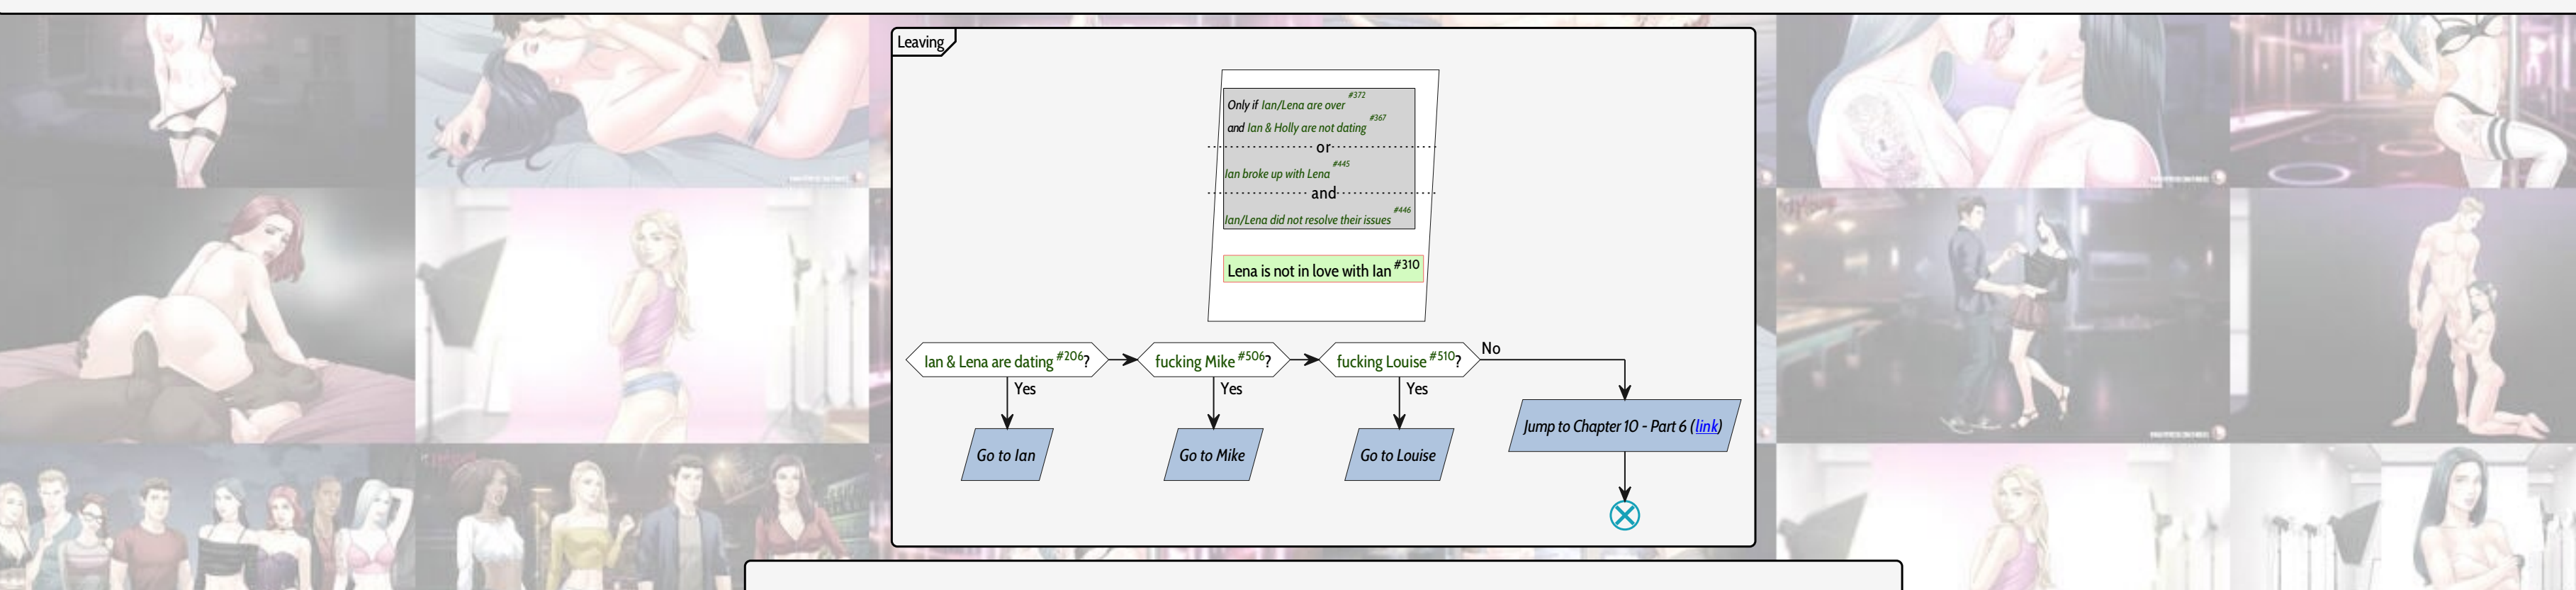 Leaving
#372
Only if Ian/Lena are over
#367
and Ian & Holly are not dating
or
#445
Ian broke up with Lena
and
#446
Ian/Lena did not resolve their issues
Lena is not in love with Ian #310
Ian & Lena are dating #206?
fucking Mike #506?
fucking Louise #510?
No
Yes
Yes
Yes
Jump to Chapter 10 - Part 6 (link)
Go to Ian
Go to Mike
Go to Louise